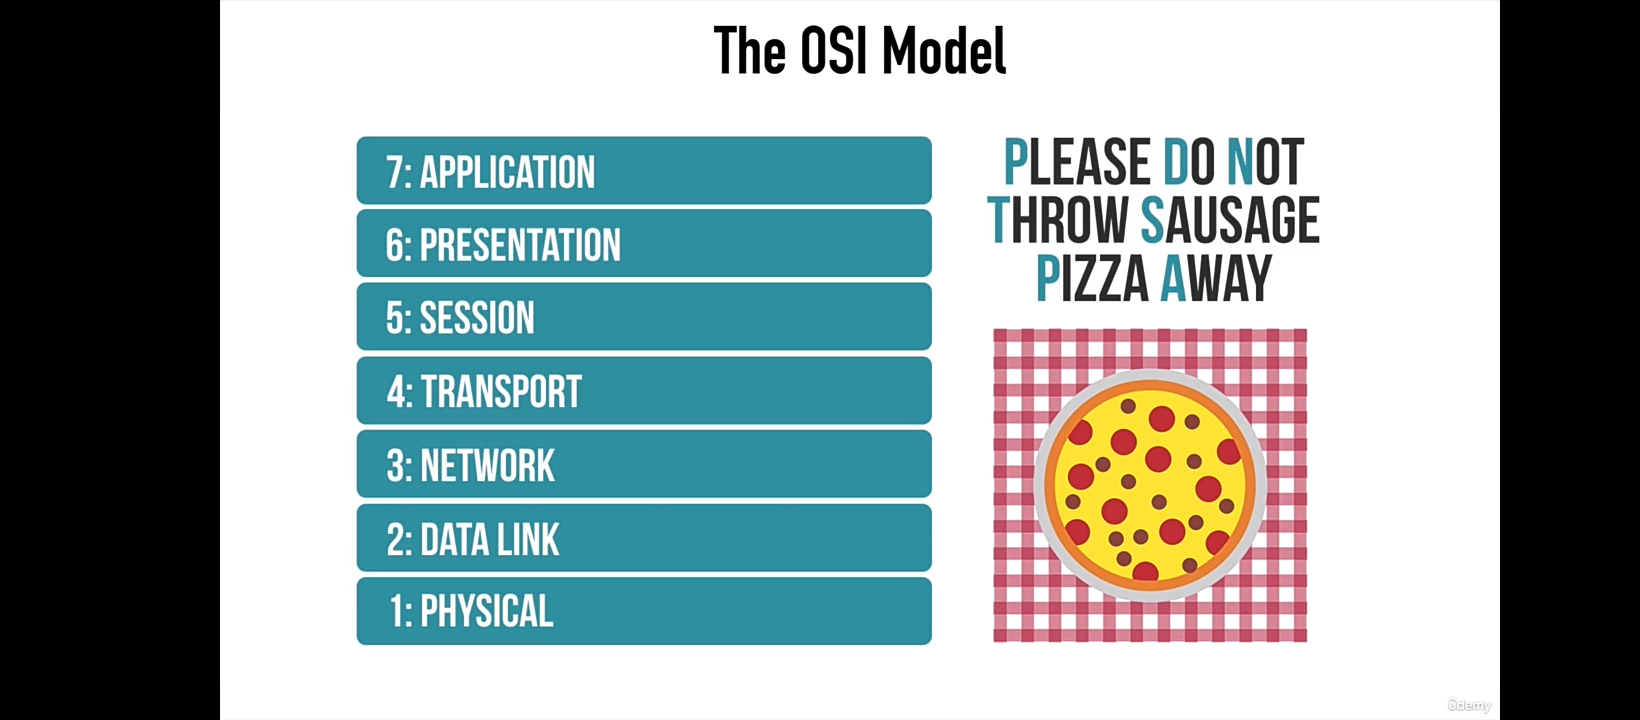 The OSI Model
7: APPLICATION
6: PRESENTATION
5: SESSION
4: TRANSPORT
3: NETWORK
2: DATA LINK
1: PHYSICAL
PLEASE DO NOT
THROW SAUSAGE
PIZZA AWAY
ûdemy